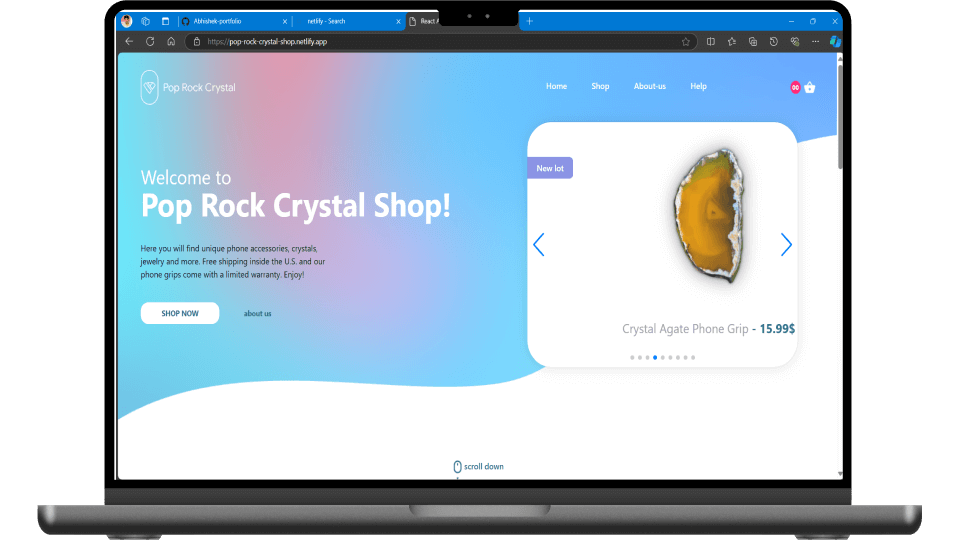 Abhishek-portfolio
netlify - Search
React A
https://pop-rock-crystal-shop.netlify.app
Pop Rock Crystal
Home
Shop
About-us
Help
00
New lot
Welcome to
Pop Rock Crystal Shop!
Here you will find unique phone accessories, crystals,
jewelry and more. Free shipping inside the U.S. and our
phone grips come with a limited warranty. Enjoy!
SHOP NOW
about us
Crystal Agate Phone Grip - 15.99$
scroll down